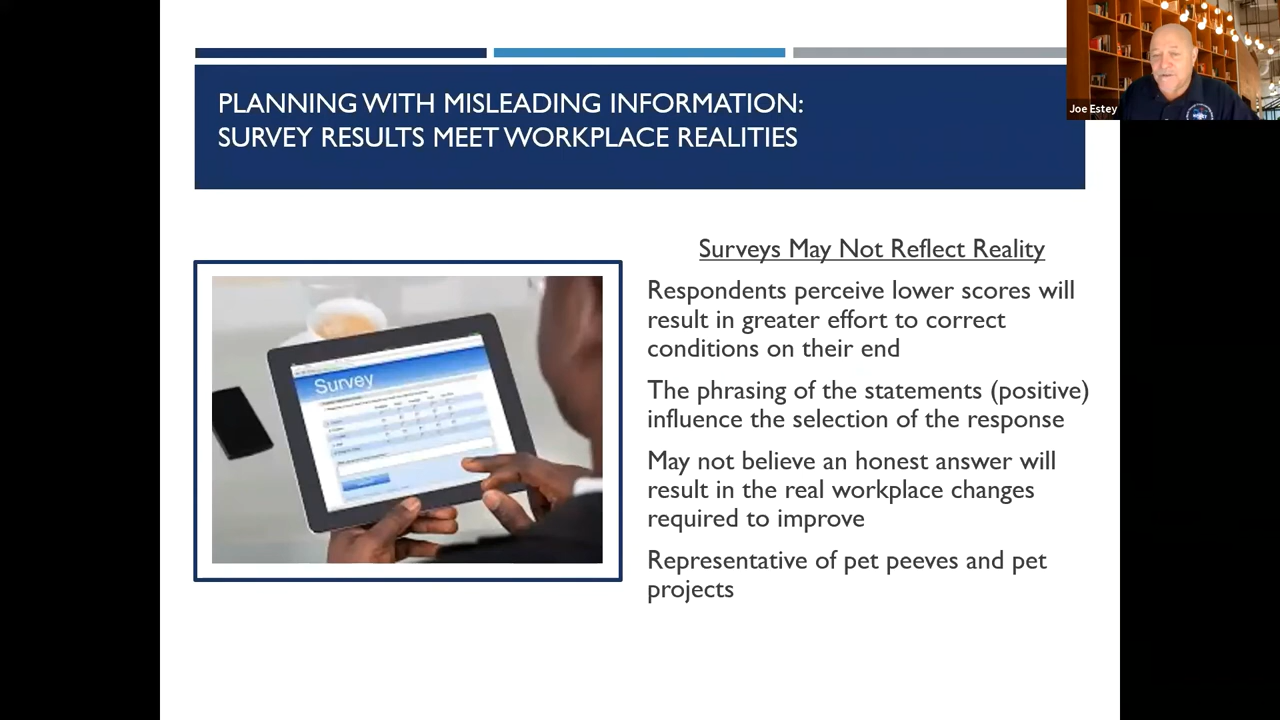 PLANNING WITH MISLEADING INFORMATION:
SURVEY RESULTS MEET WORKPLACE REALITIES
Joe Estey
Surveys May Not Reflect Reality
Respondents perceive lower scores will
result in greater effort to correct
conditions on their end
The phrasing of the statements (positive)
influence the selection of the response
May not believe an honest answer will
result in the real workplace changes
required to improve
Representative of pet peeves and pet
projects
Survey